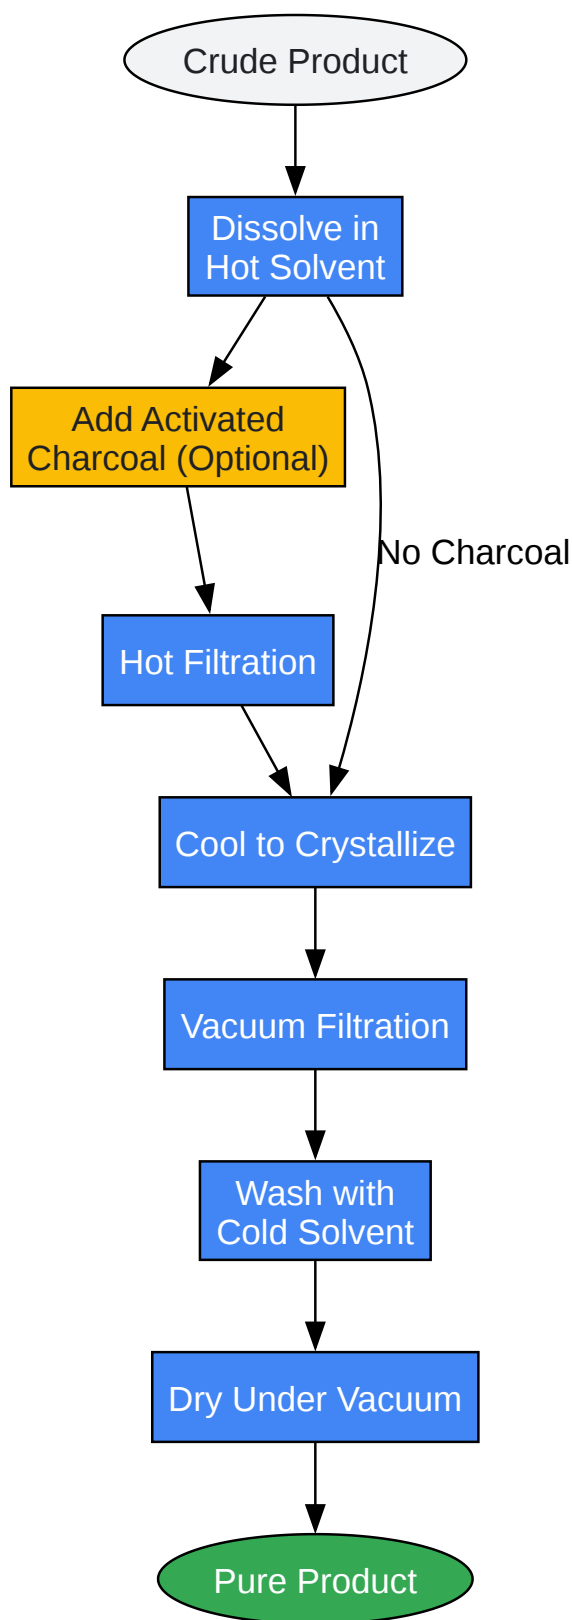 Crude Product
Dissolve in
Hot Solvent
Add Activated
Charcoal (Optional)
No Charcoal
Hot Filtration
Cool to Crystallize
Vacuum Filtration
Wash with
Cold Solvent
Dry Under Vacuum
Pure Product